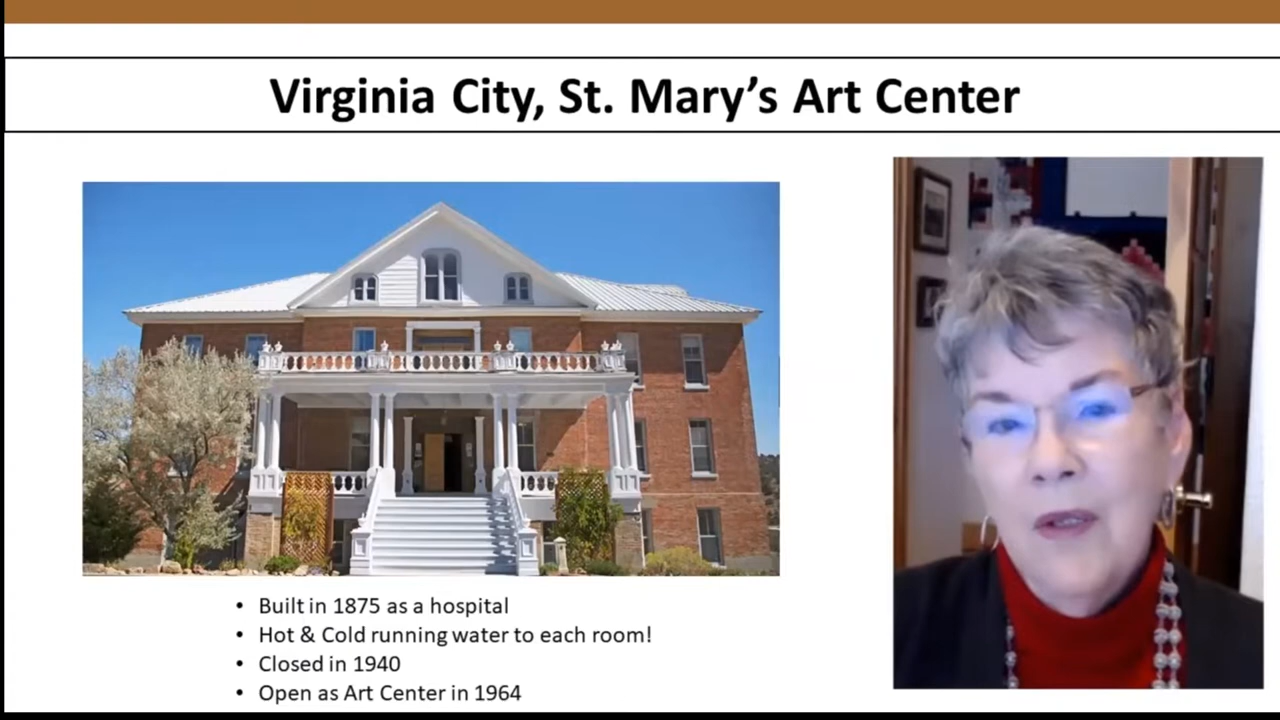 Virginia City, St. Mary’s Art Center
• Built in 1875 as a hospital
• Hot & Cold running water to each room!
• Closed in 1940
• Open as Art Center in 1964